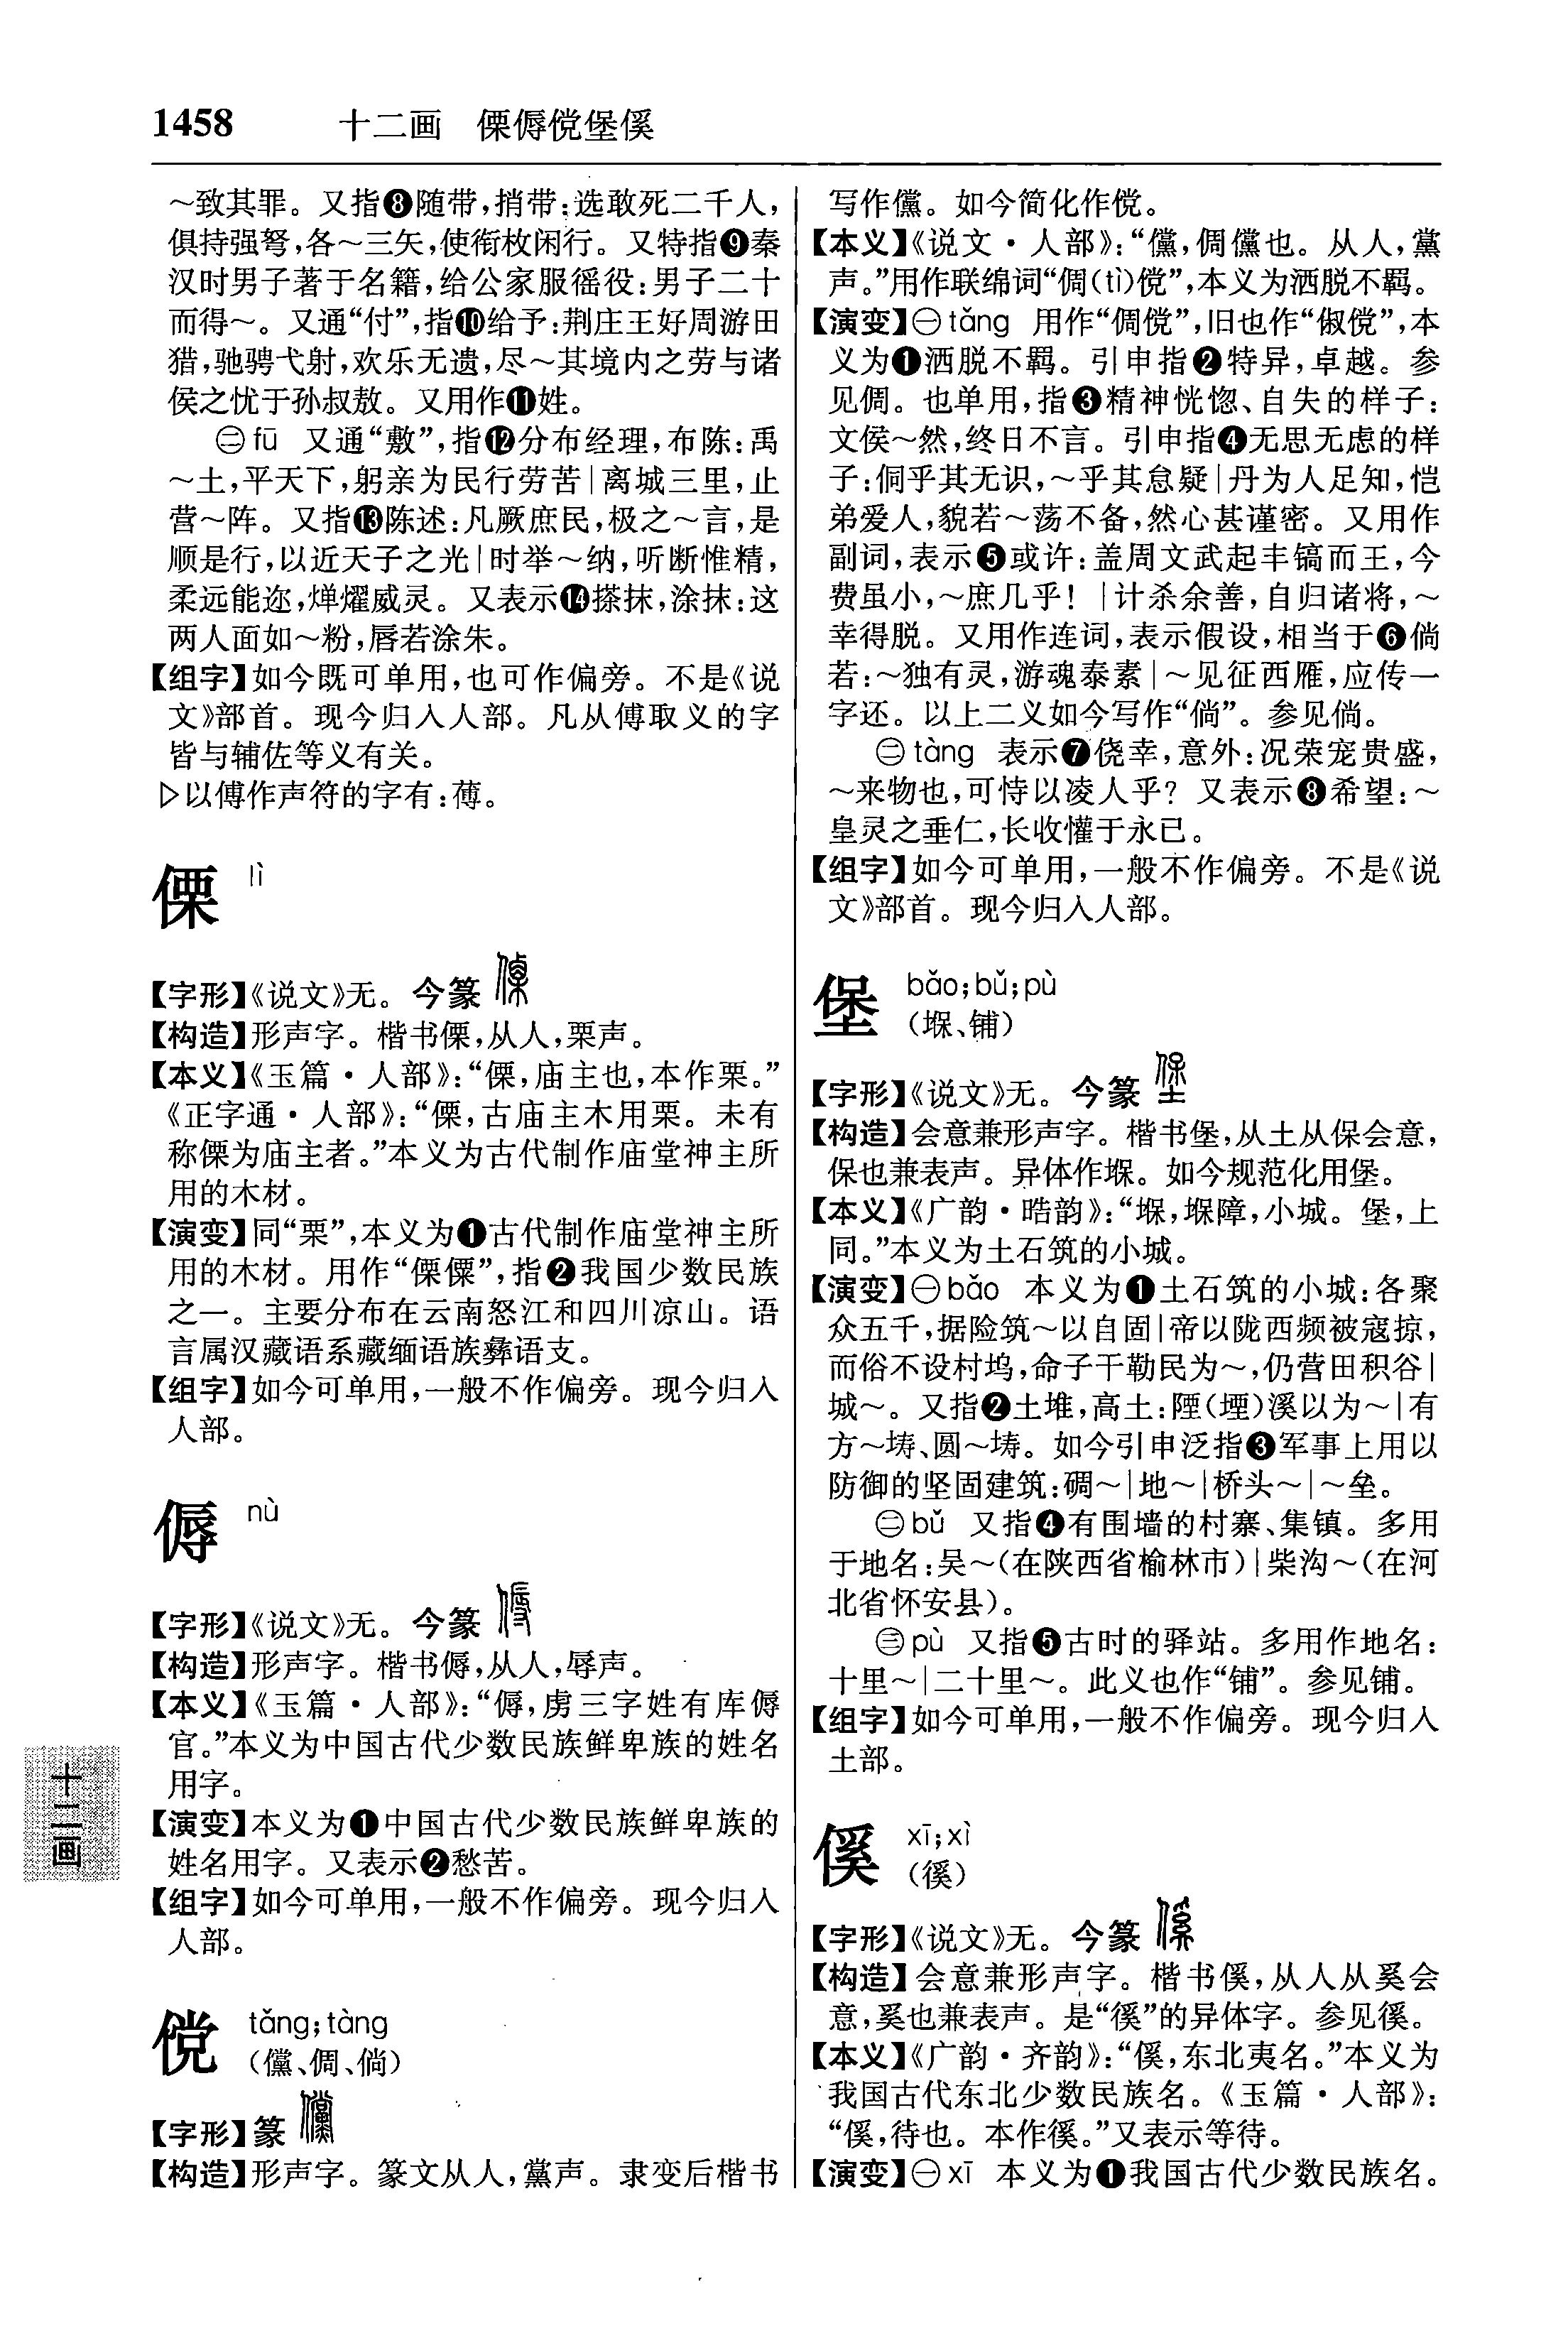 1458 十二画 傈傉傥堡傒
～致其罪。又指❽随带,捎带:选敢死二千人,
俱持强弩,各～三矢,使衔枚闲行。又特指❾秦
汉时男子著于名籍,给公家服徭役:男子二十
而得～。又通“付”,指❿给予:荆庄王好周游田
猎,驰骋弋射,欢乐无遗,尽～其境内之劳与诸
侯之忧于孙叔敖。又用作⓫姓。
㊁fū 又通“敷”,指⓬分布经理,布陈:禹
～土,平天下,躬亲为民行劳苦|离城三里,止
营～阵。又指⓭陈述:凡厥庶民,极之～言,是
顺是行,以近天子之光|时举～纳,听断惟精,
柔远能迩,燀燿威灵。又表示⓮搽抹,涂抹:这
两人面如～粉,唇若涂朱。
【组字】如今既可单用,也可作偏旁。不是《说
文》部首。现今归入人部。凡从傅取义的字
皆与辅佐等义有关。
▷以傅作声符的字有:䔪。
傈 lì
【字形】《说文》无。今篆
【构造】形声字。楷书傈,从人,栗声。
【本义】《玉篇·人部》:“傈,庙主也,本作栗。”
《正字通·人部》:“傈,古庙主木用栗。未有
称傈为庙主者。”本义为古代制作庙堂神主所
用的木材。
【演变】同“栗”,本义为❶古代制作庙堂神主所
用的木材。用作“傈僳”,指❷我国少数民族
之一。主要分布在云南怒江和四川凉山。语
言属汉藏语系藏缅语族彝语支。
【组字】如今可单用,一般不作偏旁。现今归入
人部。
傉 nù
【字形】《说文》无。今篆
【构造】形声字。楷书傉,从人,辱声。
【本义】《玉篇·人部》:“傉,虏三字姓有库傉
官。”本义为中国古代少数民族鲜卑族的姓名
用字。
【演变】本义为❶中国古代少数民族鲜卑族的
姓名用字。又表示❷愁苦。
【组字】如今可单用,一般不作偏旁。现今归入
人部。
傥 tǎng;tàng
(儻、倜、倘)
【字形】篆
【构造】形声字。篆文从人,黨声。隶变后楷书
写作儻。如今简化作傥。
【本义】《说文·人部》:“儻,倜儻也。从人,黨
声。”用作联绵词“倜(tì)傥”,本义为洒脱不羁。
【演变】㊀tǎng 用作“倜傥”,旧也作“俶傥”,本
义为❶洒脱不羁。引申指❷特异,卓越。参
见倜。也单用,指❸精神恍惚、自失的样子:
文侯～然,终日不言。引申指❹无思无虑的样
子:侗乎其无识,～乎其怠疑|丹为人足知,恺
弟爱人,貌若～荡不备,然心甚谨密。又用作
副词,表示❺或许:盖周文武起丰镐而王,今
费虽小,～庶几乎!|计杀余善,自归诸将,～
幸得脱。又用作连词,表示假设,相当于❻倘
若:～独有灵,游魂泰素|～见征西雁,应传一
字还。以上二义如今写作“倘”。参见倘。
㊁tàng 表示❼侥幸,意外:况荣宠贵盛,
～来物也,可恃以凌人乎?又表示❽希望:～
皇灵之垂仁,长收懽于永已。
【组字】如今可单用,一般不作偏旁。不是《说
文》部首。现今归入人部。
堡 bǎo;bǔ;pù
(堢、铺)
【字形】《说文》无。今篆
【构造】会意兼形声字。楷书堡,从土从保会意,
保也兼表声。异体作堢。如今规范化用堡。
【本义】《广韵·晧韵》:“堢,堢障,小城。堡,上
同。”本义为土石筑的小城。
【演变】㊀bǎo 本义为❶土石筑的小城:各聚
众五千,据险筑～以自固|帝以陇西频被寇掠,
而俗不设村坞,命子干勒民为～,仍营田积谷|
城～。又指❷土堆,高土:陻(堙)溪以为～|有
方～埇、圆～埇。如今引申泛指❸军事上用以
防御的坚固建筑:碉～|地～|桥头～|～垒。
㊁bǔ 又指❹有围墙的村寨、集镇。多用
于地名:吴～(在陕西省榆林市)|柴沟～(在河
北省怀安县)。
㊂pù 又指❺古时的驿站。多用作地名:
十里～|二十里～。此义也作“铺”。参见铺。
【组字】如今可单用,一般不作偏旁。现今归入
土部。
傒 xī;xì
(徯)
【字形】《说文》无。今篆
【构造】会意兼形声字。楷书傒,从人从奚会
意,奚也兼表声。是“徯”的异体字。参见徯。
【本义】《广韵·齐韵》:“傒,东北夷名。”本义为
我国古代东北少数民族名。《玉篇·人部》:
“傒,待也。本作徯。”又表示等待。
【演变】㊀xī 本义为❶我国古代少数民族名。
十二画